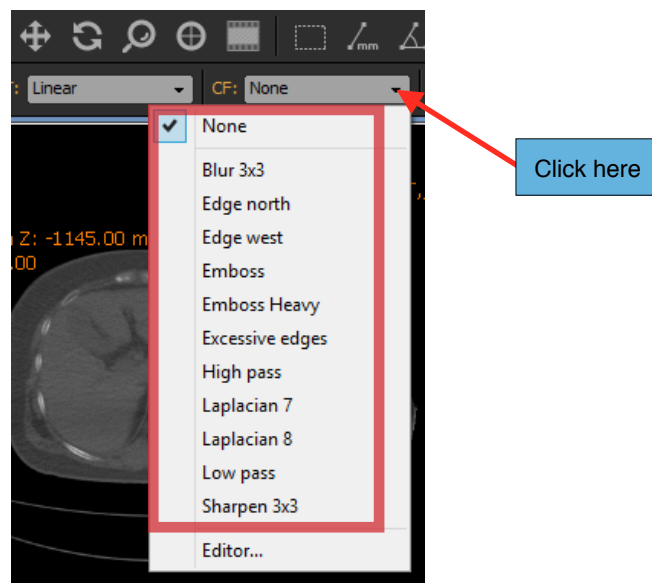 mm
: Linear CF: None
None
Click here
Blur 3x3
Edge north
Z: -1145.00 m Edge west
.00 Emboss
Emboss Heavy
Excessive edges
High pass
Laplacian 7
Laplacian 8
Low pass
Sharpen 3x3
Editor...